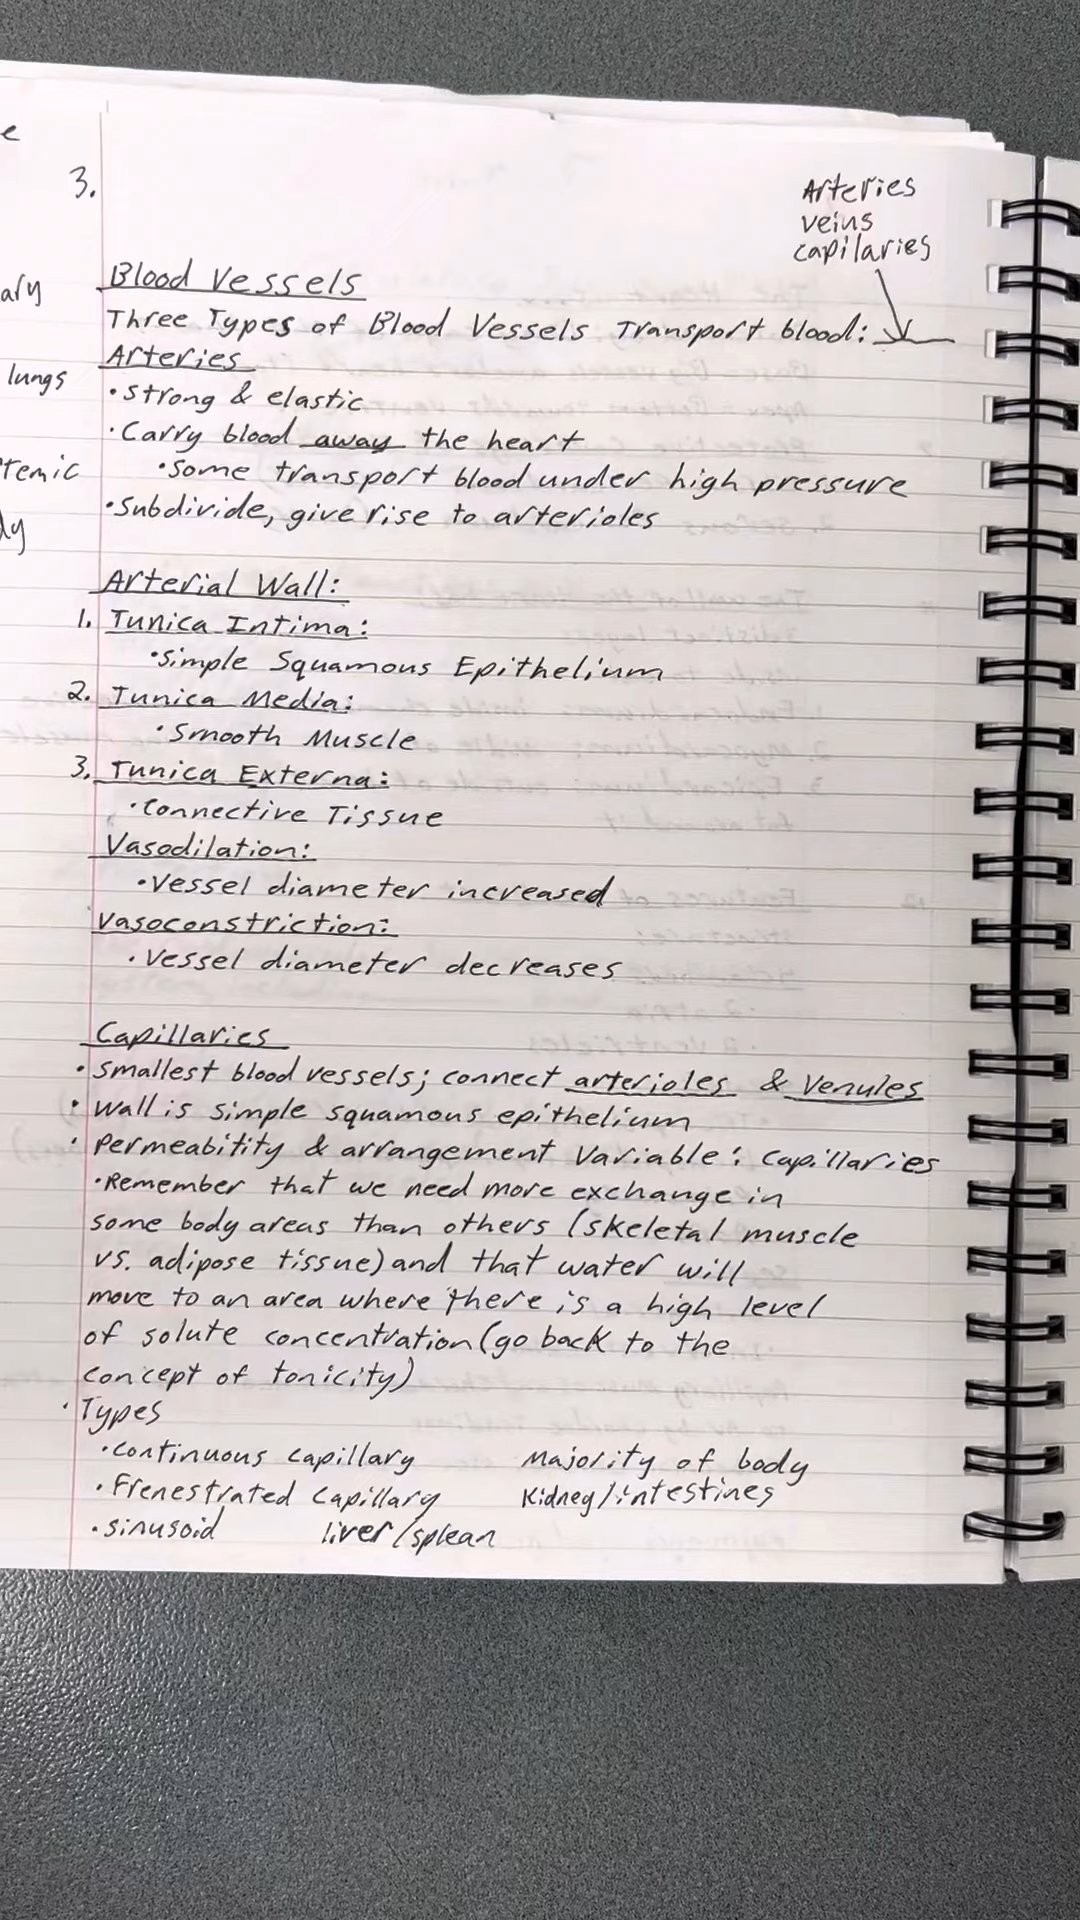 e
3.
Arteries
veins
capilaries
ary
Blood Vessels
Three Types of Blood Vessels Transport blood:
Arteries
lungs
•Strong & elastic
•Carry blood away the heart
temic
•Some transport blood under high pressure
•Subdivide, give rise to arterioles
dy
Arterial Wall:
1. Tunica Intima:
•Simple Squamous Epithelium
2. Tunica Media:
•Smooth Muscle
3. Tunica Externa:
•Connective Tissue
Vasodilation:
•Vessel diameter increased
Vasoconstriction:
•Vessel diameter decreases
Capillaries
•Smallest blood vessels; connect arterioles & Venules
•Wall is simple squamous epithelium
•Permeabitity & arrangement Variable: Capillaries
•Remember that we need more exchange in
some body areas than others (skeletal muscle
vs. adipose tissue) and that water will
move to an area where there is a high level
of solute concentration (go back to the
concept of tonicity)
•Types
•Continuous Capillary Majority of body
•Frenestrated Capillary Kidney/intestines
•sinusoid liver/splean